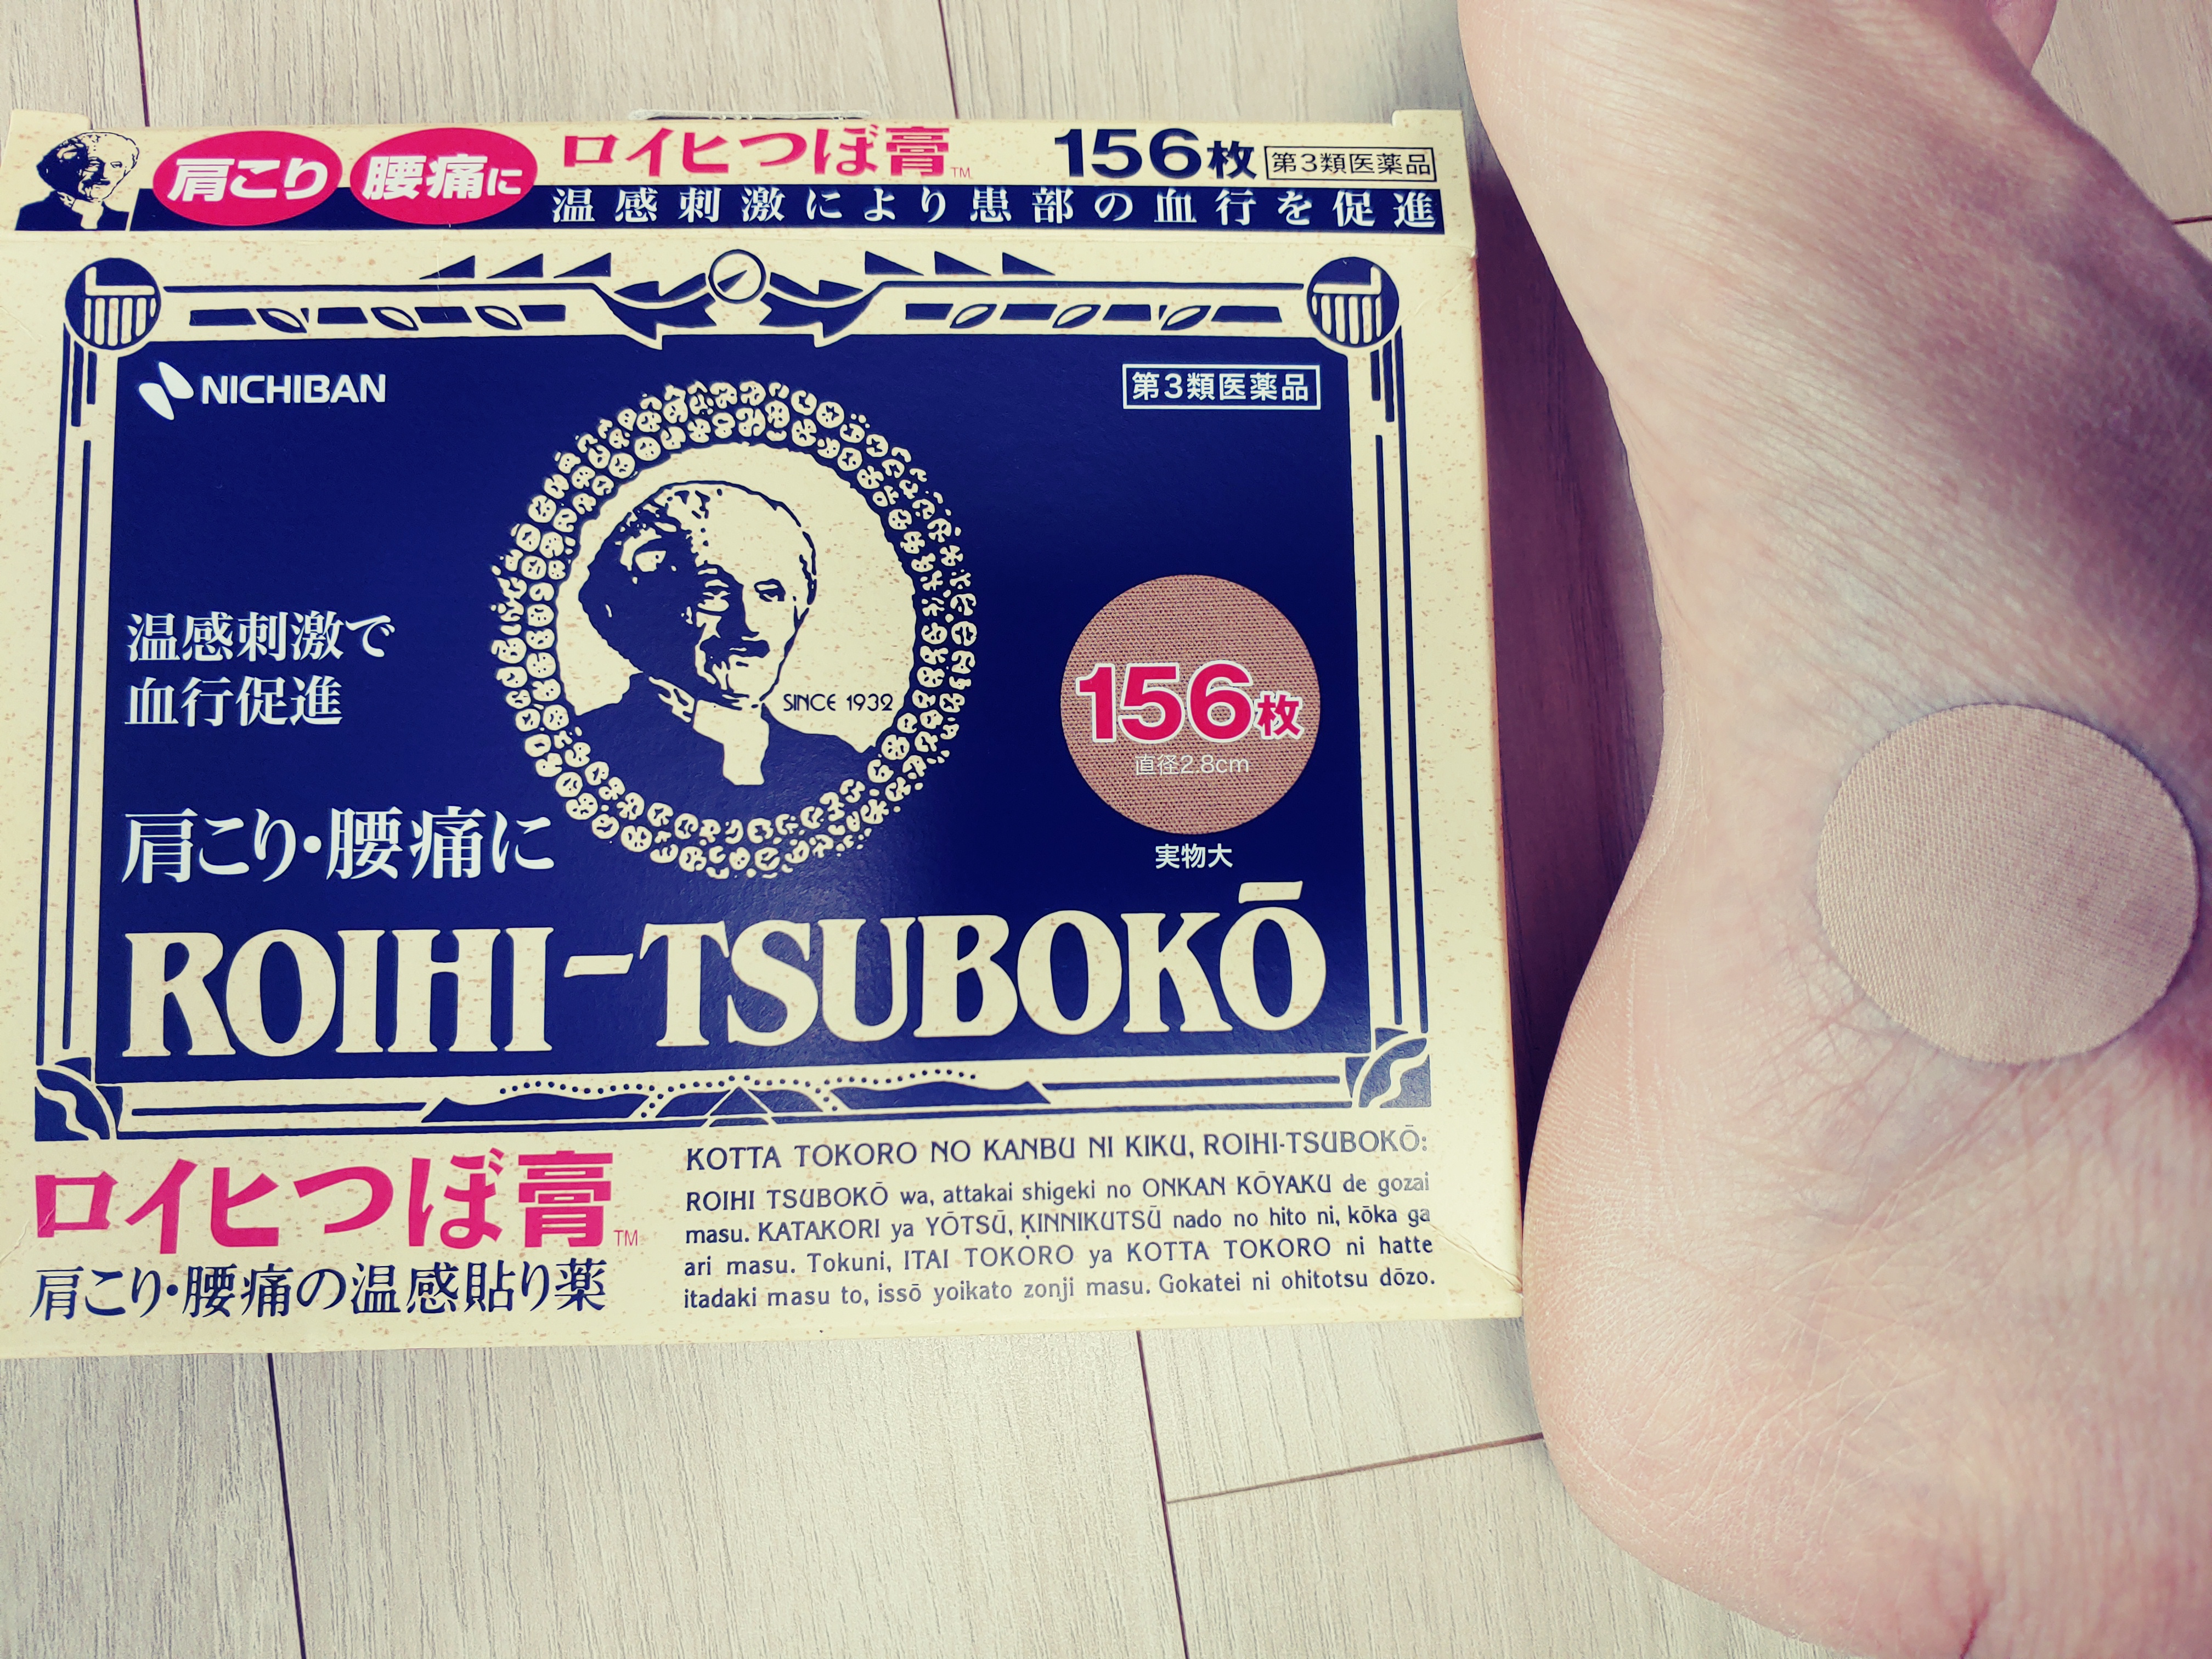 肩こり 腰痛に ロイヒつぼ膏™ 156枚 第3類医薬品
温感刺激により患部の血行を促進
NICHIBAN
第3類医薬品
SINCE 1932
温感刺激で
血行促進
156枚
直径2.8cm
実物大
肩こり・腰痛に
ROIHI-TSUBOKŌ
ロイヒつぼ膏™
肩こり・腰痛の温感貼り薬
KOTTA TOKORO NO KANBU NI KIKU, ROIHI-TSUBOKŌ:
ROIHI TSUBOKŌ wa, attakai shigeki no ONKAN KŌYAKU de gozai
masu. KATAKORI ya YŌTSŪ, KINNIKUTSŪ nado no hito ni, kōka ga
ari masu. Tokuni, ITAI TOKORO ya KOTTA TOKORO ni hatte
itadaki masu to, issō yoikato zonji masu. Gokatei ni ohitotsu dōzo.